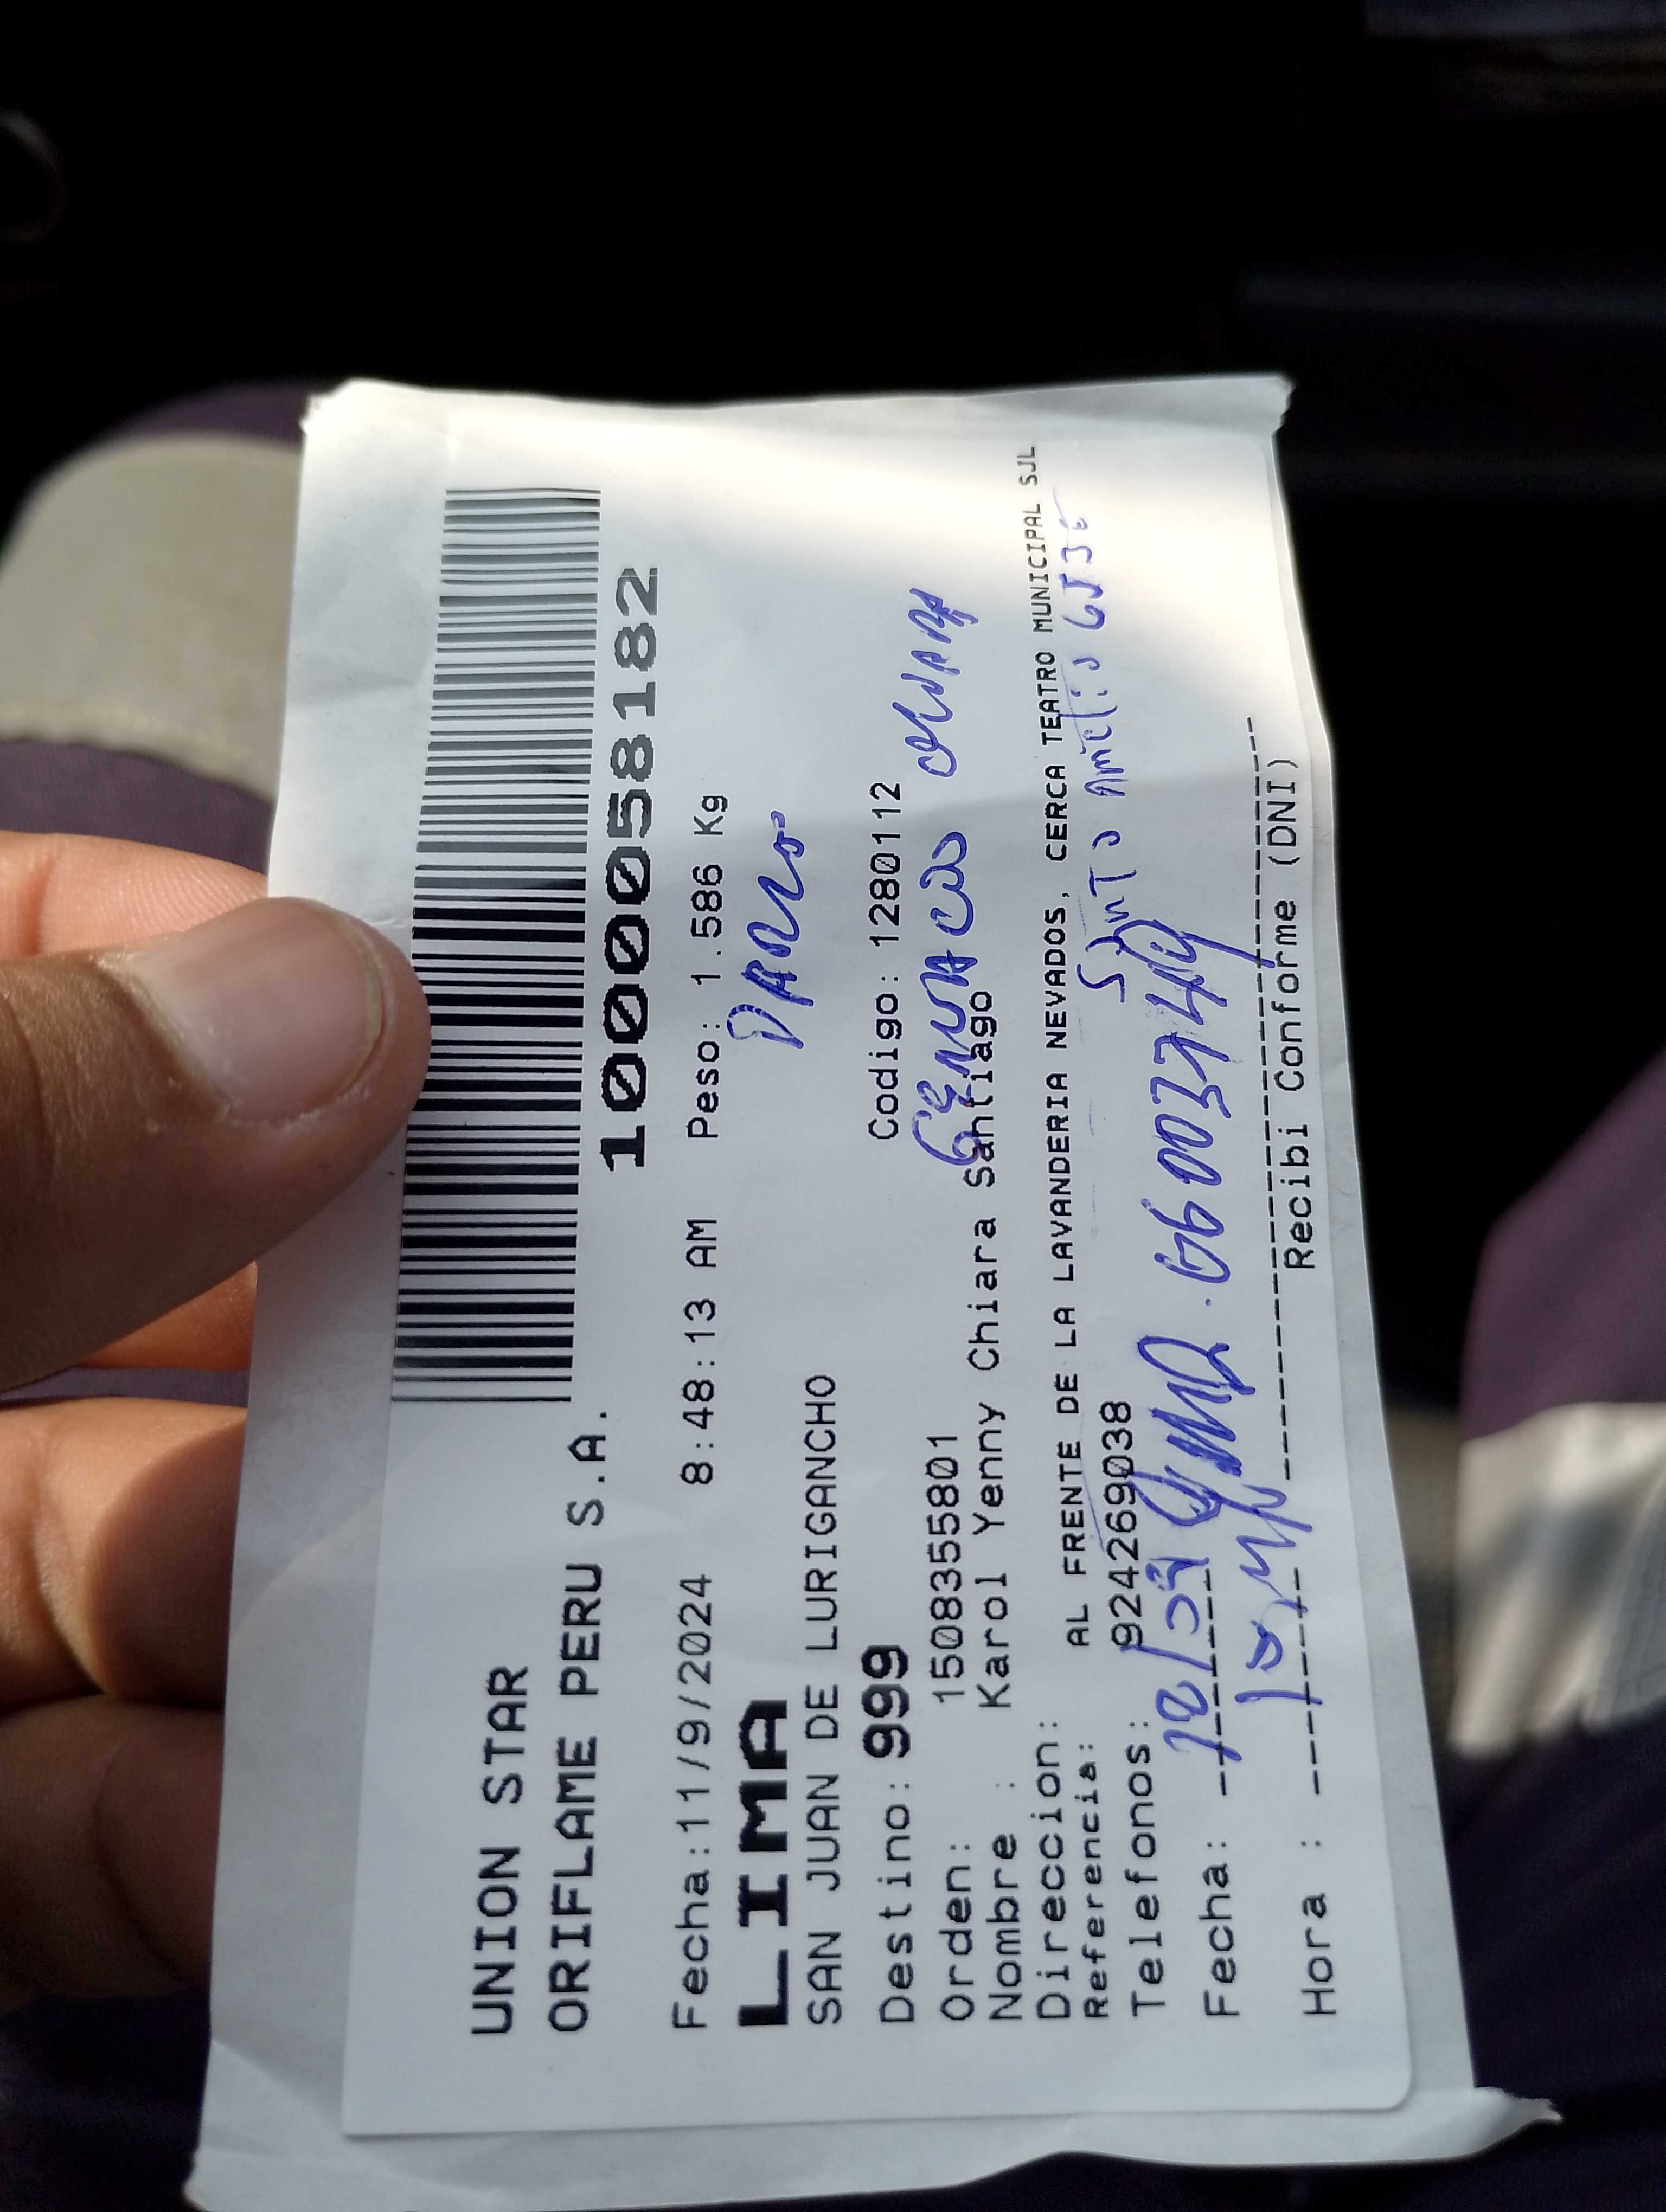 UNION STAR
ORIFLAME PERU S.A.
1000058182
Fecha:11/9/2024 8:48:13 AM Peso: 1.586 Kg
LIMA
SAN JUAN DE LURIGANCHO
Destino: 999 Codigo: 1280112
Orden: 1508355801
Nombre : Karol Yenny Chiara Santiago
Direccion:
Referencia: AL FRENTE DE LA LAVANDERIA NEVADOS, CERCA TEATRO MUNICIPAL SJL
Telefonos: 924269038
Fecha:
Hora :
Recibi Conforme (DNI)